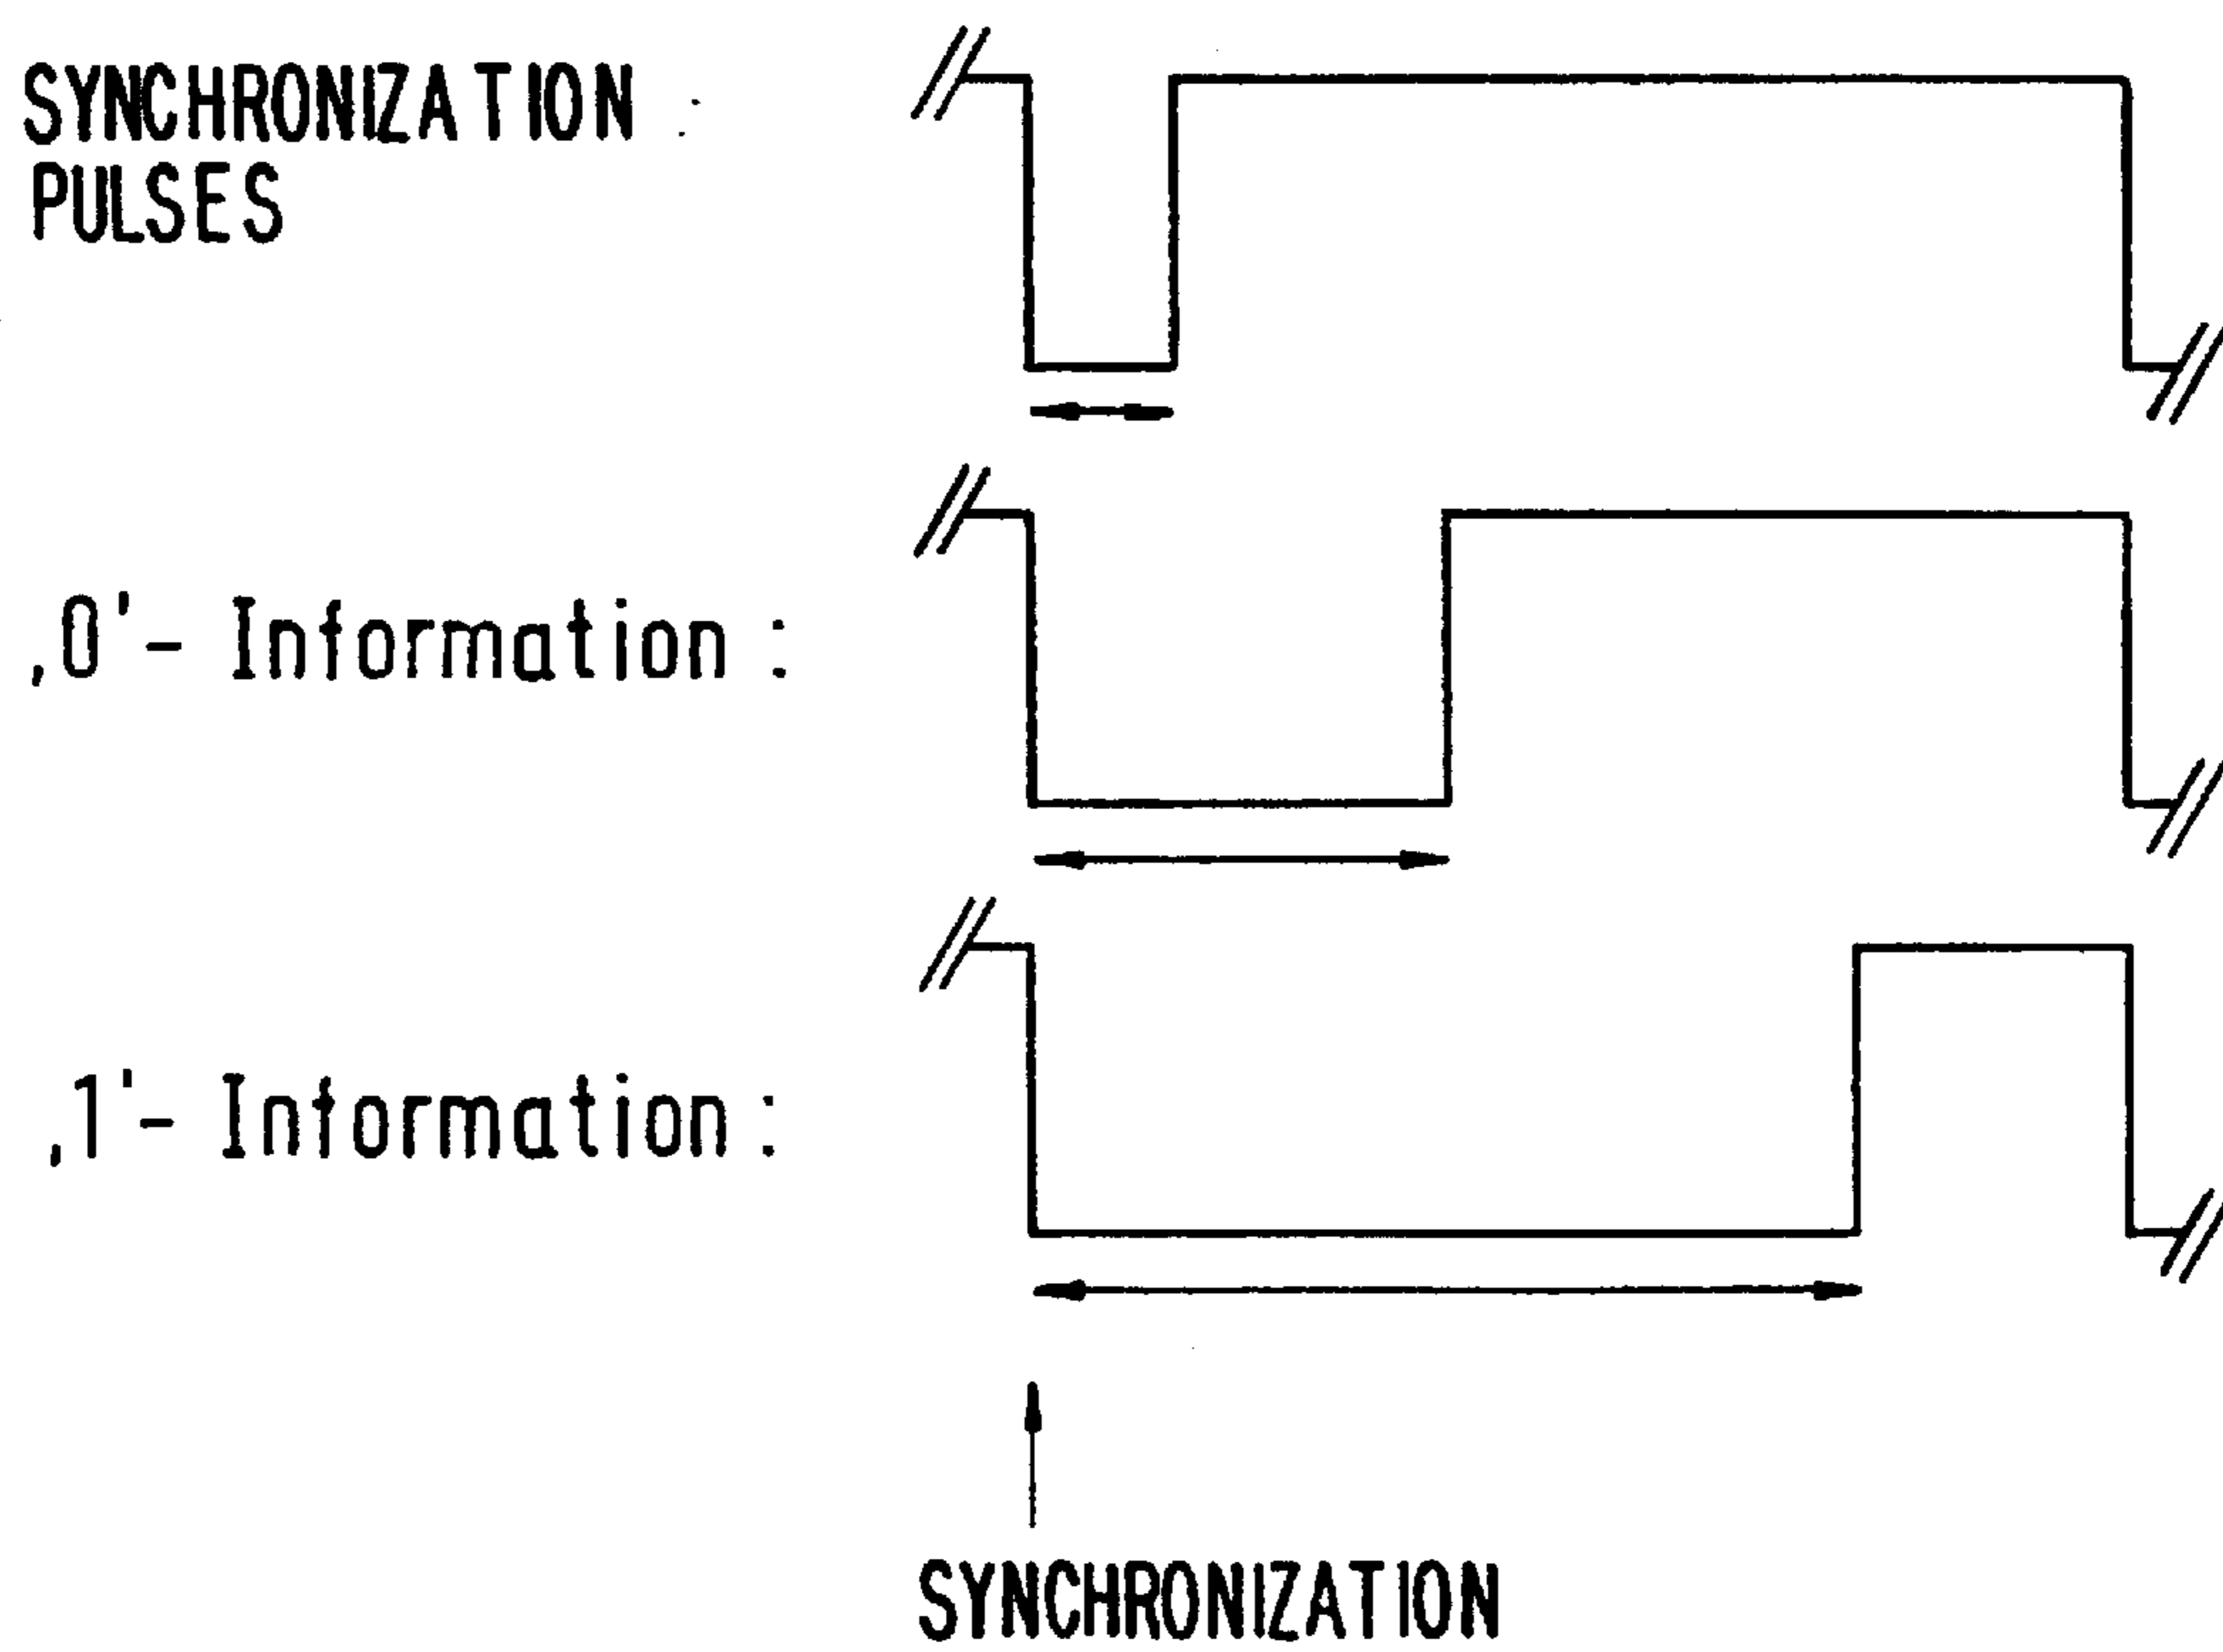 SYNCHRONIZATION :
PULSES
,0'- Information :
,1'- Information :
SYNCHRONIZATION